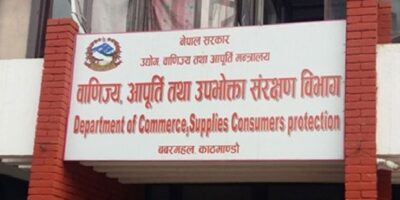 नेपाल सरकार
उद्योग, वाणिज्य तथा आपूर्ति मन्त्रालय
वाणिज्य, आपूर्ति तथा उपभोक्ता संरक्षण विभाग
Department of Commerce,Supplies Consumers protection
बबरमहल, काठमाण्डौ